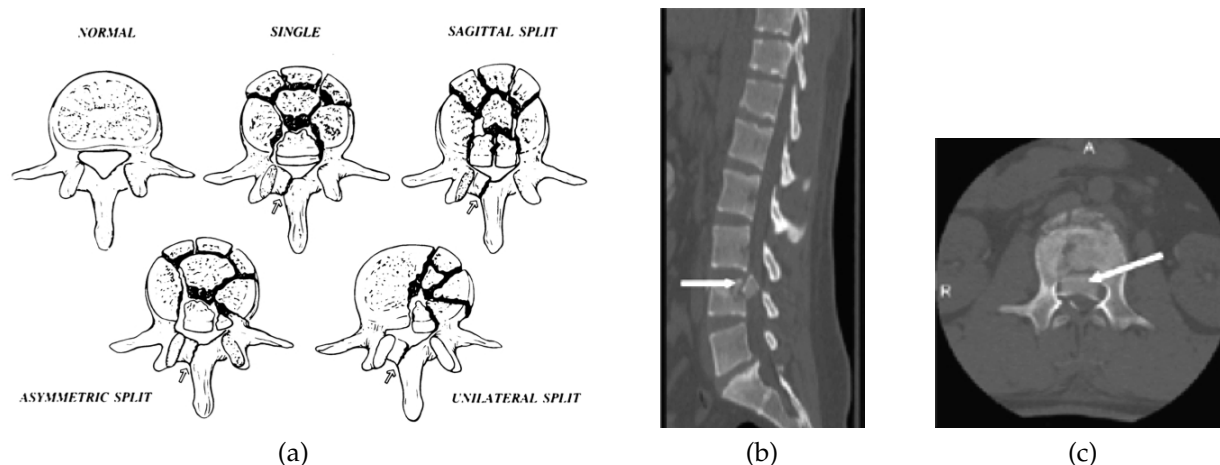 NORMAL
SINGLE
SAGITTAL SPLIT
ASYMMETRIC SPLIT
UNILATERAL SPLIT
A
R
(a)
(b)
(c)